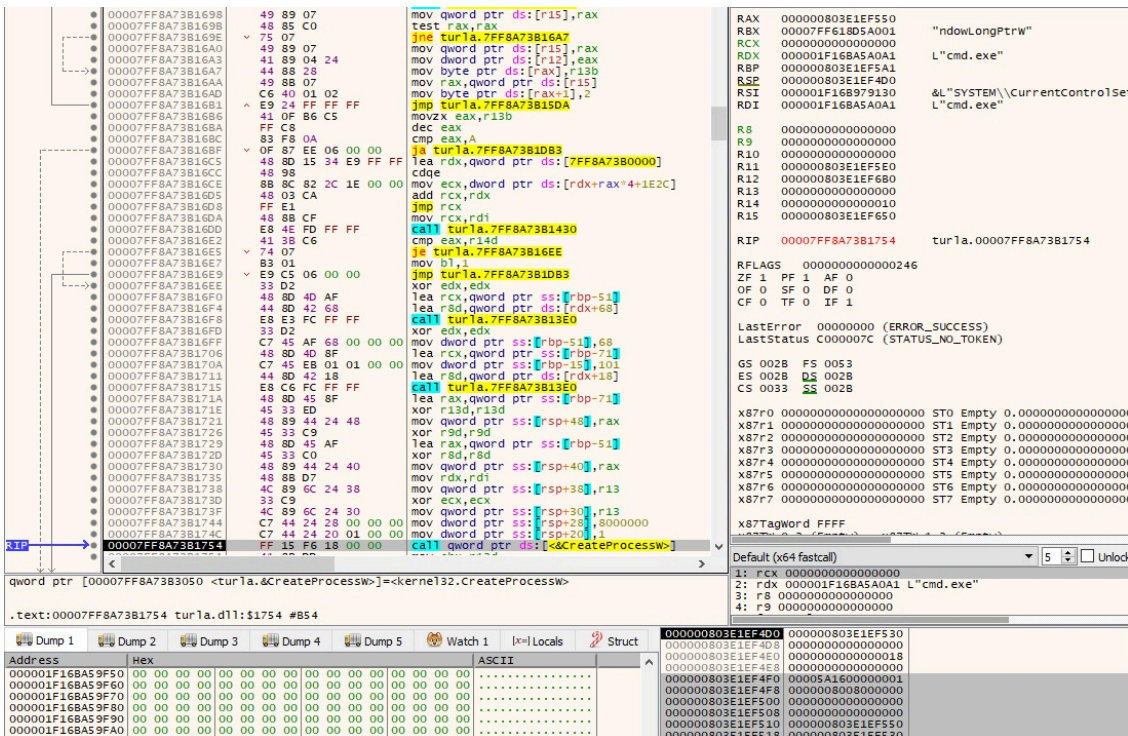 00007FF8A73B1698 49 89 07 mov qword ptr ds:[r15],rax
00007FF8A73B169B 48 85 C0 test rax,rax
00007FF8A73B169E 75 07 jne turla.7FF8A73B16A7
00007FF8A73B16A0 49 89 07 mov qword ptr ds:[r15],rax
00007FF8A73B16A3 41 89 04 24 mov dword ptr ds:[r12],eax
00007FF8A73B16A7 44 88 28 mov byte ptr ds:[rax],r13b
00007FF8A73B16AA 49 8B 07 mov rax,qword ptr ds:[r15]
00007FF8A73B16AD C6 40 01 02 mov byte ptr ds:[rax+1],2
00007FF8A73B16B1 E9 24 FF FF FF jmp turla.7FF8A73B15DA
00007FF8A73B16B6 41 0F B6 C5 movzx eax,r13b
00007FF8A73B16BA FF C8 dec eax
00007FF8A73B16BC 83 F8 0A cmp eax,A
00007FF8A73B16BF 0F 87 EE 06 00 00 ja turla.7FF8A73B1DB3
00007FF8A73B16C5 48 8D 15 34 E9 FF FF lea rdx,qword ptr ds:[7FF8A73B0000]
00007FF8A73B16CC 48 98 cdqe
00007FF8A73B16CE 8B 8C 82 2C 1E 00 00 mov ecx,dword ptr ds:[rdx+rax*4+1E2C]
00007FF8A73B16D5 48 03 CA add rcx,rdx
00007FF8A73B16D8 FF E1 jmp rcx
00007FF8A73B16DA 48 8B CF mov rcx,rdi
00007FF8A73B16DD E8 4E FD FF FF call turla.7FF8A73B1430
00007FF8A73B16E2 41 3B C6 cmp eax,r14d
00007FF8A73B16E5 74 07 je turla.7FF8A73B16EE
00007FF8A73B16E7 B3 01 mov bl,1
00007FF8A73B16E9 E9 C5 06 00 00 jmp turla.7FF8A73B1DB3
00007FF8A73B16EE 33 D2 xor edx,edx
00007FF8A73B16F0 48 8D 4D AF lea rcx,qword ptr ss:[rbp-51]
00007FF8A73B16F4 44 8D 42 68 lea r8d,qword ptr ds:[rdx+68]
00007FF8A73B16F8 E8 E3 FC FF FF call turla.7FF8A73B13E0
00007FF8A73B16FD 33 D2 xor edx,edx
00007FF8A73B16FF C7 45 AF 68 00 00 00 mov dword ptr ss:[rbp-51],68
00007FF8A73B1706 48 8D 4D 8F lea rcx,qword ptr ss:[rbp-71]
00007FF8A73B170A C7 45 EB 01 01 00 00 mov dword ptr ss:[rbp-15],101
00007FF8A73B1711 44 8D 42 18 lea r8d,qword ptr ds:[rdx+18]
00007FF8A73B1715 E8 C6 FC FF FF call turla.7FF8A73B13E0
00007FF8A73B171A 48 8D 45 8F lea rax,qword ptr ss:[rbp-71]
00007FF8A73B171E 45 33 ED xor r13d,r13d
00007FF8A73B1721 48 89 44 24 48 mov qword ptr ss:[rsp+48],rax
00007FF8A73B1726 45 33 C9 xor r9d,r9d
00007FF8A73B1729 48 8D 45 AF lea rax,qword ptr ss:[rbp-51]
00007FF8A73B172D 45 33 C0 xor r8d,r8d
00007FF8A73B1730 48 89 44 24 40 mov qword ptr ss:[rsp+40],rax
00007FF8A73B1735 48 8B D7 mov rdx,rdi
00007FF8A73B1738 4C 89 6C 24 38 mov qword ptr ss:[rsp+38],r13
00007FF8A73B173D 33 C9 xor ecx,ecx
00007FF8A73B173F 4C 89 6C 24 30 mov qword ptr ss:[rsp+30],r13
00007FF8A73B1744 C7 44 24 28 00 00 00 mov dword ptr ss:[rsp+28],8000000
00007FF8A73B174C C7 44 24 20 01 00 00 mov dword ptr ss:[rsp+20],1
RIP 00007FF8A73B1754 FF 15 F6 18 00 00 call qword ptr ds:[<&CreateProcessW>]
RAX 000000803E1EF550
RBX 00007FF618D5A001 "ndowLongPtrW"
RCX 0000000000000000
RDX 000001F16BA5A0A1 L"cmd.exe"
RBP 000000803E1EF5A1
RSP 000000803E1EF4D0
RSI 000001F16B979130 &L"SYSTEM\\CurrentControlSe
RDI 000001F16BA5A0A1 L"cmd.exe"
R8 0000000000000000
R9 0000000000000000
R10 0000000000000000
R11 000000803E1EF5E0
R12 000000803E1EF6B0
R13 0000000000000000
R14 0000000000000010
R15 000000803E1EF650
RIP 00007FF8A73B1754 turla.00007FF8A73B1754
RFLAGS 0000000000000246
ZF 1 PF 1 AF 0
OF 0 SF 0 DF 0
CF 0 TF 0 IF 1
LastError 00000000 (ERROR_SUCCESS)
LastStatus C000007C (STATUS_NO_TOKEN)
GS 002B FS 0053
ES 002B DS 002B
CS 0033 SS 002B
x87r0 00000000000000000000 ST0 Empty 0.000000000000000
x87r1 00000000000000000000 ST1 Empty 0.000000000000000
x87r2 00000000000000000000 ST2 Empty 0.000000000000000
x87r3 00000000000000000000 ST3 Empty 0.000000000000000
x87r4 00000000000000000000 ST4 Empty 0.000000000000000
x87r5 00000000000000000000 ST5 Empty 0.000000000000000
x87r6 00000000000000000000 ST6 Empty 0.000000000000000
x87r7 00000000000000000000 ST7 Empty 0.000000000000000
x87TagWord FFFF
Default (x64 fastcall) 5 Unlock
1: rcx 0000000000000000
2: rdx 000001F16BA5A0A1 L"cmd.exe"
3: r8 0000000000000000
4: r9 0000000000000000
qword ptr [00007FF8A73B3050 <turla.&CreateProcessW>]=<kernel32.CreateProcessW>
.text:00007FF8A73B1754 turla.dll:$1754 #B54
Dump 1 Dump 2 Dump 3 Dump 4 Dump 5 Watch 1 [x=] Locals Struct
Address Hex ASCII
000001F16BA59F50 00 00 00 00 00 00 00 00 00 00 00 00 00 00 00 00 ................
000001F16BA59F60 00 00 00 00 00 00 00 00 00 00 00 00 00 00 00 00 ................
000001F16BA59F70 00 00 00 00 00 00 00 00 00 00 00 00 00 00 00 00 ................
000001F16BA59F80 00 00 00 00 00 00 00 00 00 00 00 00 00 00 00 00 ................
000001F16BA59F90 00 00 00 00 00 00 00 00 00 00 00 00 00 00 00 00 ................
000001F16BA59FA0 00 00 00 00 00 00 00 00 00 00 00 00 00 00 00 00 ................
000000803E1EF4D0 000000803E1EF530
000000803E1EF4D8 0000000000000000
000000803E1EF4E0 0000000000000018
000000803E1EF4E8 0000000000000000
000000803E1EF4F0 00005A1600000001
000000803E1EF4F8 0000000008000000
000000803E1EF500 0000000000000000
000000803E1EF508 0000000000000000
000000803E1EF510 000000803E1EF550
000000803E1EF518 000000803E1EF530